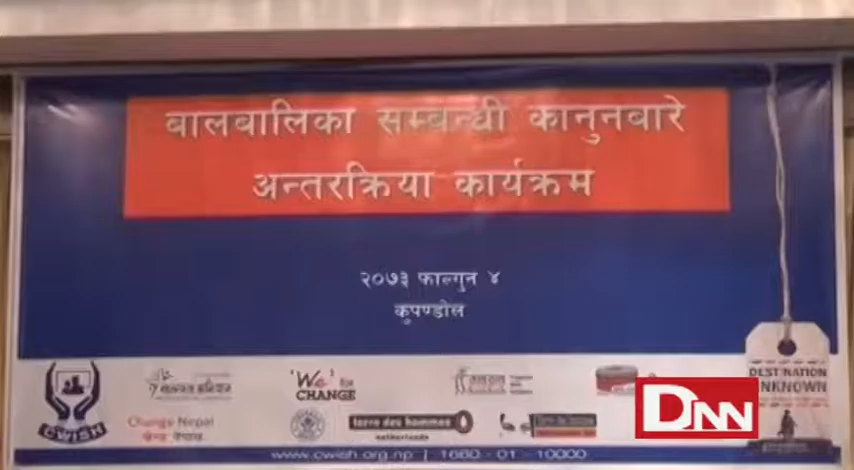 बालबालिका सम्बन्धी कानुनबारे
अन्तरक्रिया कार्यक्रम
२०७३ फाल्गुन ४
कुपण्डोल
'We' for
CHANGE
DESTINATION
UNKNOWN
CWISH
Change Nepal
चेन्ज नेपाल
terre des hommes
netherlands
DNN
www.cwish.org.np | 1660 - 01 - 10000